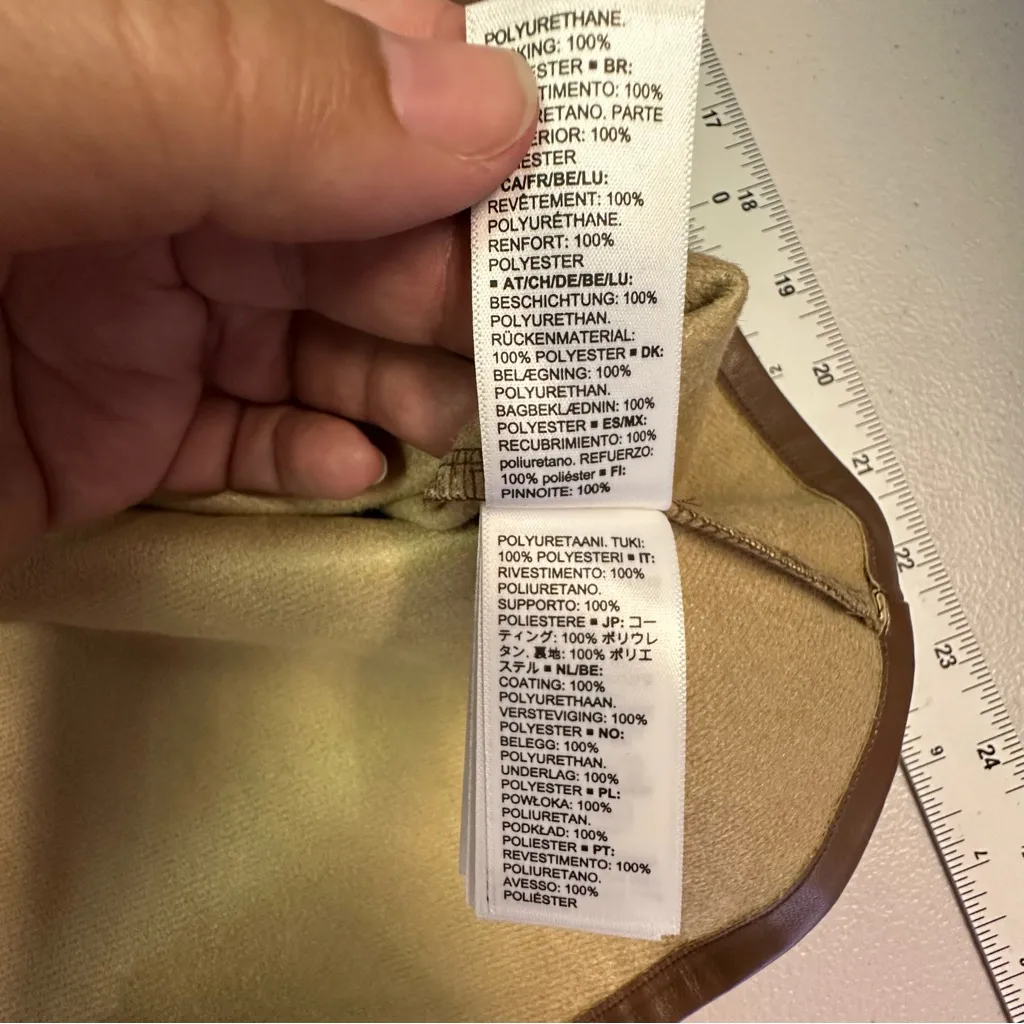 POLYURETHANE.
KING: 100%
ESTER ▪ BR:
TIMENTO: 100%
RETANO. PARTE
ERIOR: 100%
ESTER
CA/FR/BE/LU:
REVÊTEMENT: 100%
POLYURÉTHANE.
RENFORT: 100%
POLYESTER
▪ AT/CH/DE/BE/LU:
BESCHICHTUNG: 100%
POLYURETHAN.
RÜCKENMATERIAL:
100% POLYESTER ▪ DK:
BELÆGNING: 100%
POLYURETHAN.
BAGBEKLÆDNIN: 100%
POLYESTER ▪ ES/MX:
RECUBRIMIENTO: 100%
poliuretano. REFUERZO:
100% poliéster ▪ FI:
PINNOITE: 100%
POLYURETAANI. TUKI:
100% POLYESTERI ▪ IT:
RIVESTIMENTO: 100%
POLIURETANO.
SUPPORTO: 100%
POLIESTERE ▪ JP: コー
ティング: 100% ポリウレ
タン. 裏地: 100% ポリエ
ステル ▪ NL/BE:
COATING: 100%
POLYURETHAAN.
VERSTEVIGING: 100%
POLYESTER ▪ NO:
BELEGG: 100%
POLYURETHAN.
UNDERLAG: 100%
POLYESTER ▪ PL:
POWŁOKA: 100%
POLIURETAN.
PODKŁAD: 100%
POLIESTER ▪ PT:
REVESTIMENTO: 100%
POLIURETANO.
AVESSO: 100%
POLIÉSTER
17
0
18
19
20
21
22
23
9
24